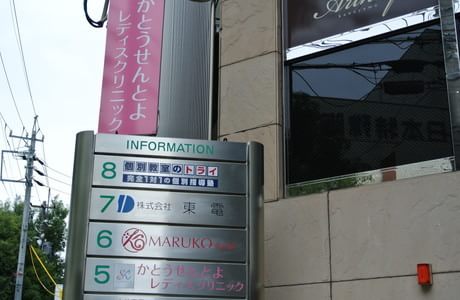 かとうせんとよ
レディスクリニック
INFORMATION
8 個別教室のトライ
完全1対1の個別指導塾
7 株式会社 東電
6 MARUKO
5 かとうせんとよ
レディスクリニック